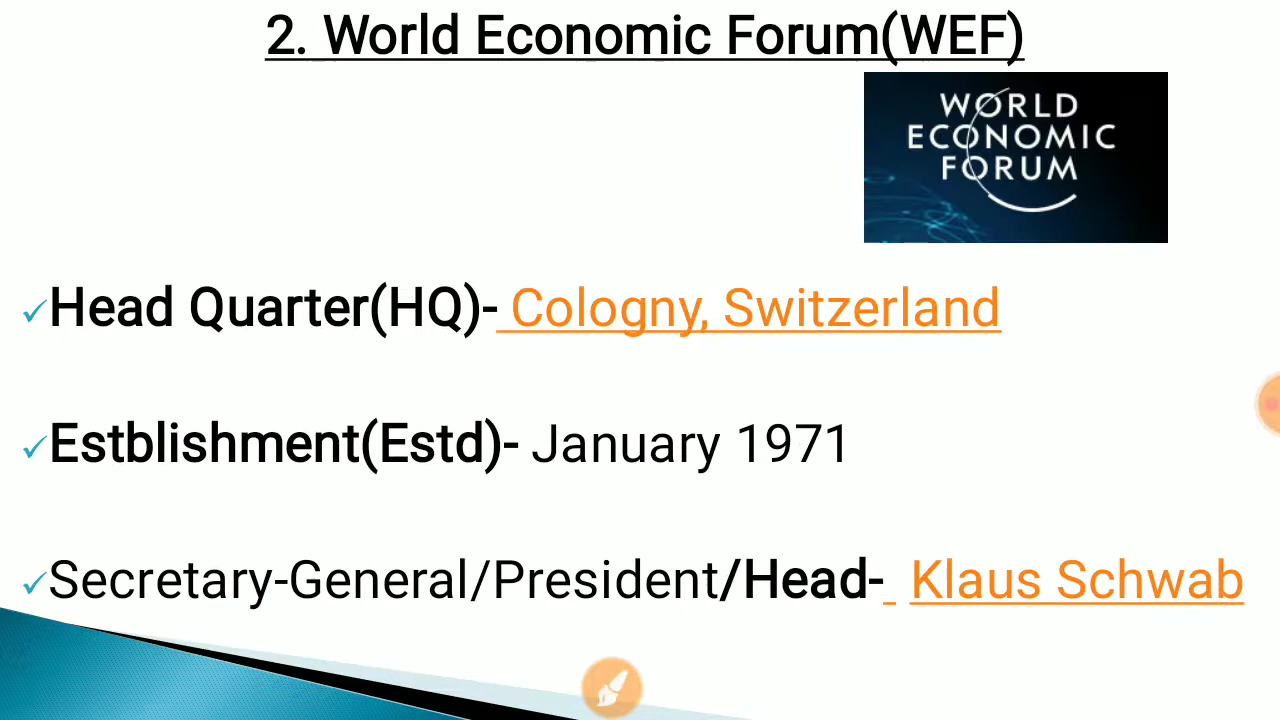 2. World Economic Forum(WEF)
WORLD
ECONOMIC
FORUM
✓Head Quarter(HQ)- Cologny, Switzerland
✓Estblishment(Estd)- January 1971
✓Secretary-General/President/Head- Klaus Schwab